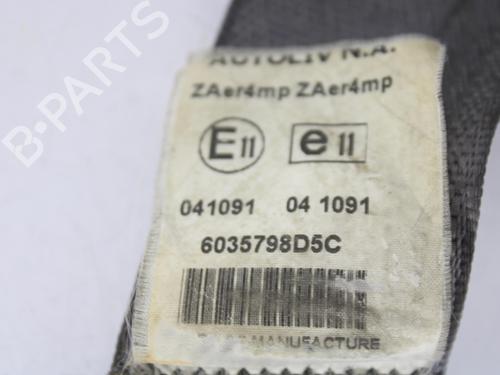 AUTOLIV N.A.
ZAer4mp ZAer4mp
E11 e11
041091 04 1091
6035798D5C
MANUFACTURE
B-PARTS